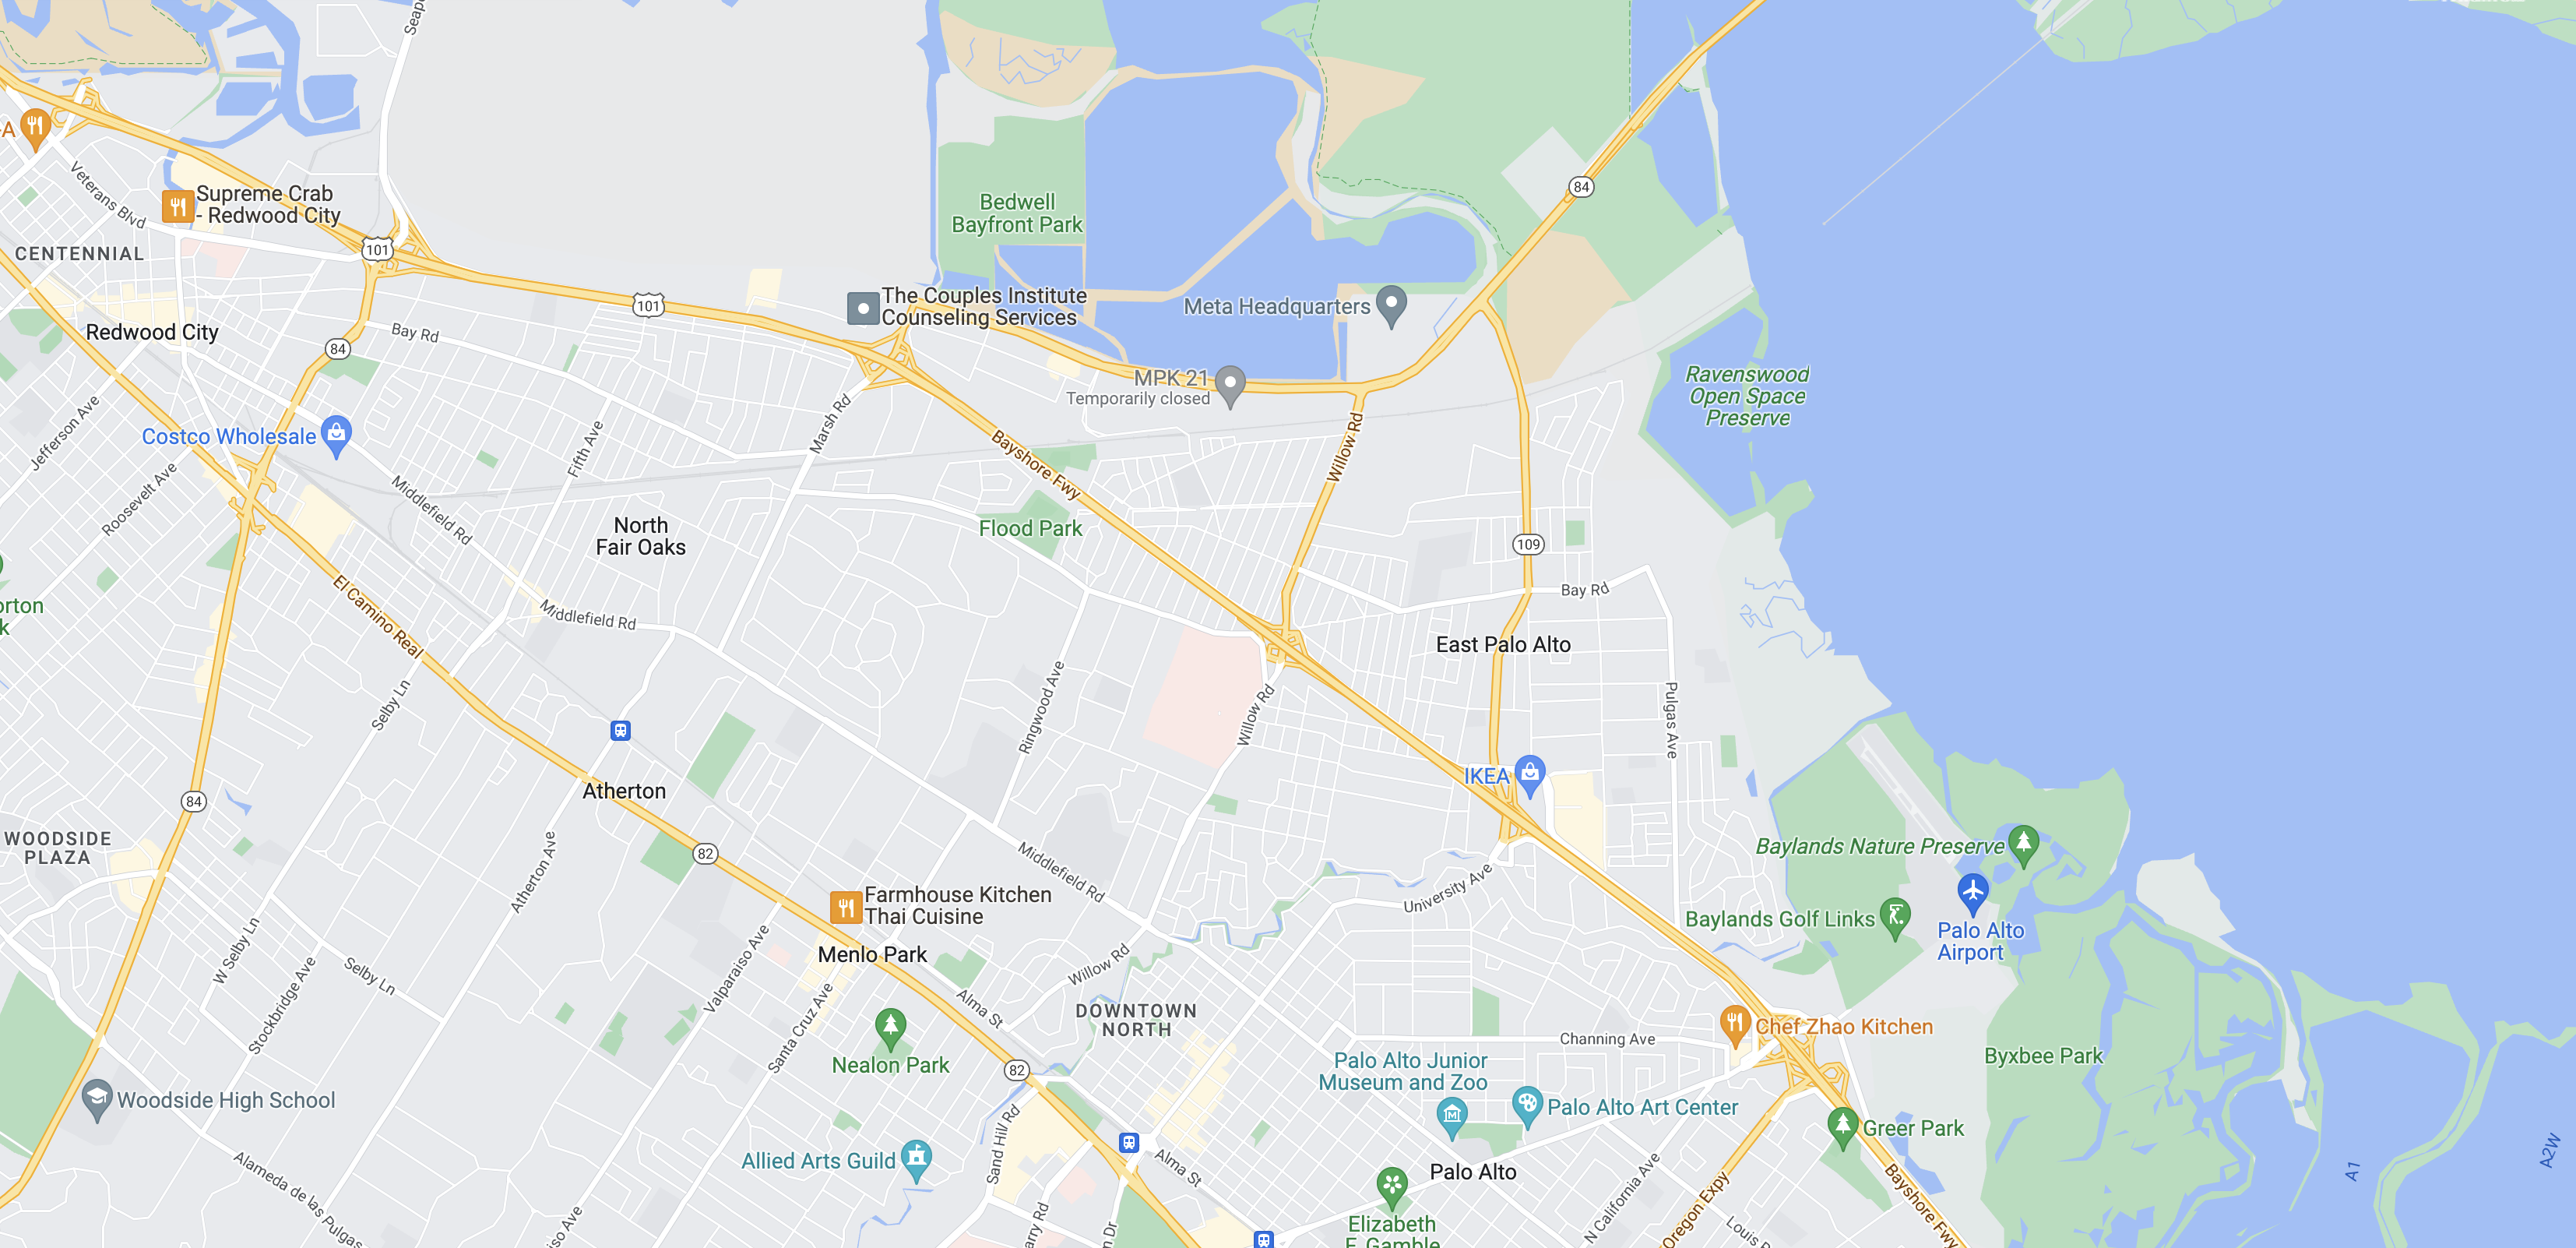 Seap
A
Veterans Blvd
Supreme Crab
- Redwood City
CENTENNIAL
101
Redwood City
Bay Rd
84
101
The Couples Institute
Counseling Services
Bedwell
Bayfront Park
Meta Headquarters
84
MPK 21
Temporarily closed
Ravenswood
Open Space
Preserve
Jefferson Ave
Roosevelt Ave
Costco Wholesale
Middlefield Rd
Fifth Ave
Marsh Rd
Bayshore Fwy
Willow Rd
North
Fair Oaks
Flood Park
109
Bay Rd
El Camino Real
Middlefield Rd
orton
k
East Palo Alto
Selby Ln
Ringwood Ave
Willow Rd
Pulgas Ave
IKEA
Atherton
84
WOODSIDE
PLAZA
82
Atherton Ave
Farmhouse Kitchen
Thai Cuisine
Middlefield Rd
University Ave
Baylands Nature Preserve
Baylands Golf Links
Palo Alto
Airport
W Selby Ln
Stockbridge Ave
Selby Ln
Valparaiso Ave
Santa Cruz Ave
Menlo Park
Alma St
Willow Rd
DOWNTOWN
NORTH
Nealon Park
82
Channing Ave
Chef Zhao Kitchen
Byxbee Park
Palo Alto Junior
Museum and Zoo
Palo Alto Art Center
Greer Park
Woodside High School
Allied Arts Guild
Sand Hill Rd
Alma St
Palo Alto
Alameda de las Pulgas
iso Ave
arry Rd
n Dr
Elizabeth
F. Gamble
N California Ave
Oregon Expy
Louis R
Bayshore Fwy
A1
A2W